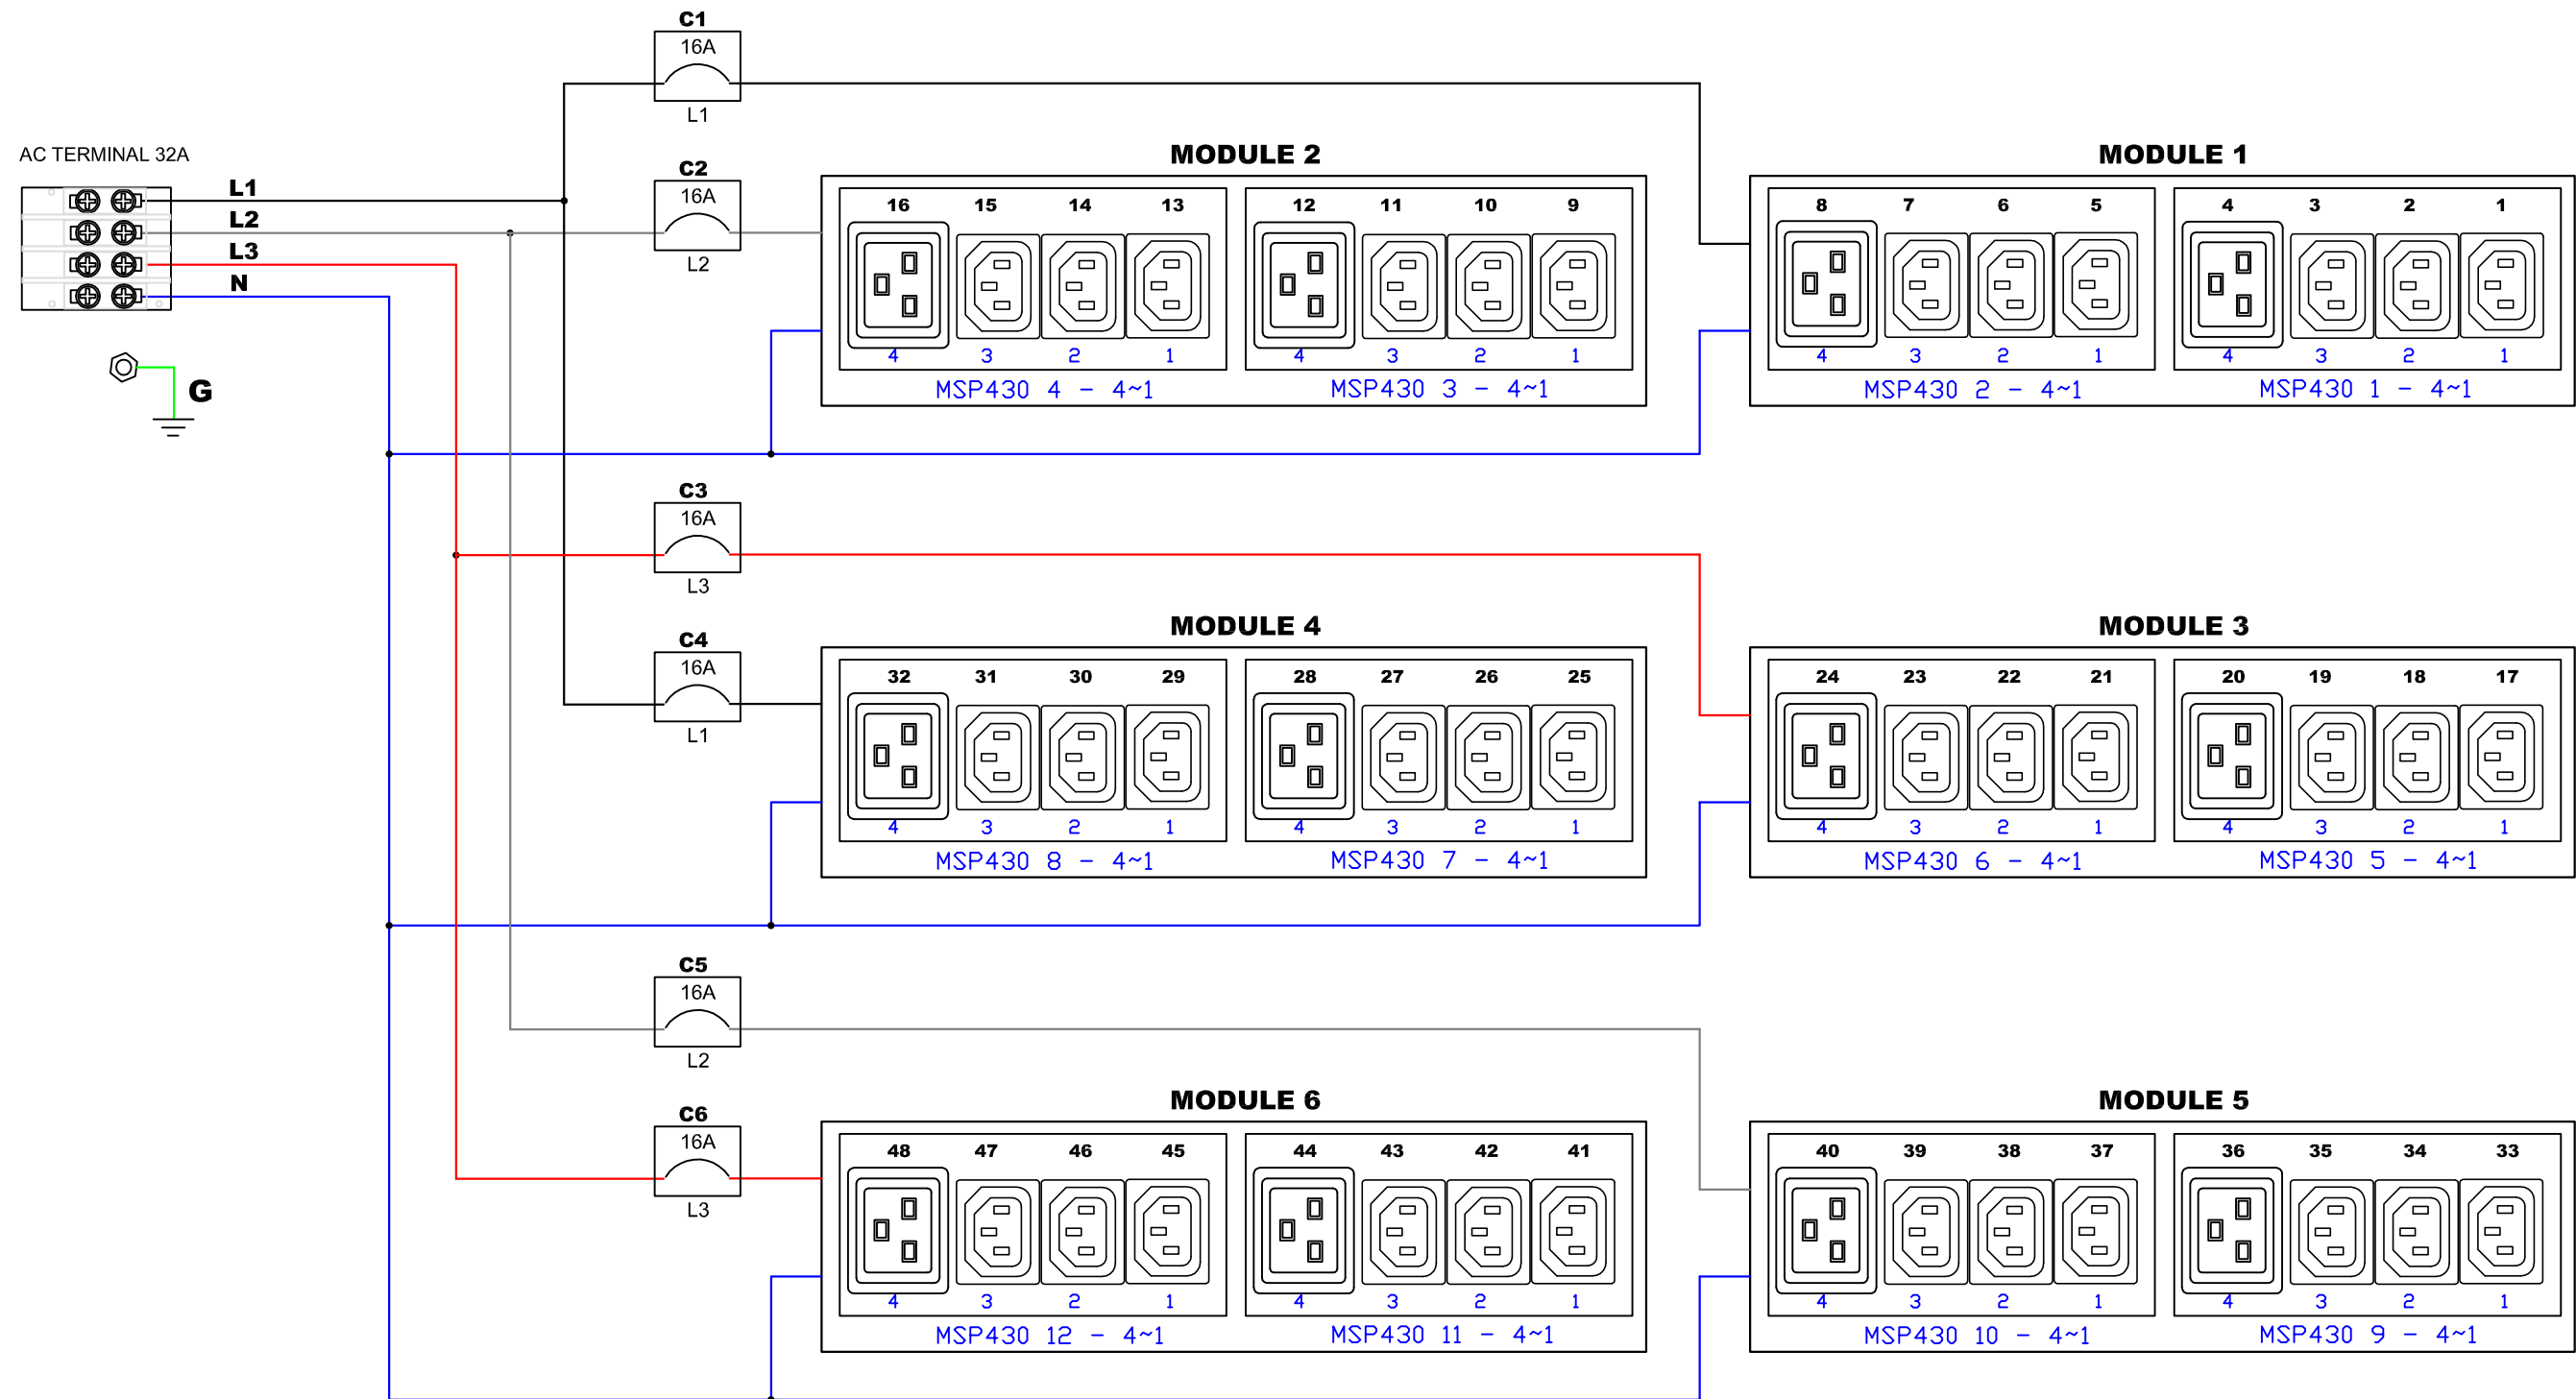 C1
16A
L1
AC TERMINAL 32A
L1
L2
L3
N
G
C2
16A
L2
MODULE 2
16 15 14 13 12 11 10 9
4 3 2 1 4 3 2 1
MSP430 4 - 4~1 MSP430 3 - 4~1
MODULE 1
8 7 6 5 4 3 2 1
4 3 2 1 4 3 2 1
MSP430 2 - 4~1 MSP430 1 - 4~1
C3
16A
L3
C4
16A
L1
MODULE 4
32 31 30 29 28 27 26 25
4 3 2 1 4 3 2 1
MSP430 8 - 4~1 MSP430 7 - 4~1
MODULE 3
24 23 22 21 20 19 18 17
4 3 2 1 4 3 2 1
MSP430 6 - 4~1 MSP430 5 - 4~1
C5
16A
L2
C6
16A
L3
MODULE 6
48 47 46 45 44 43 42 41
4 3 2 1 4 3 2 1
MSP430 12 - 4~1 MSP430 11 - 4~1
MODULE 5
40 39 38 37 36 35 34 33
4 3 2 1 4 3 2 1
MSP430 10 - 4~1 MSP430 9 - 4~1